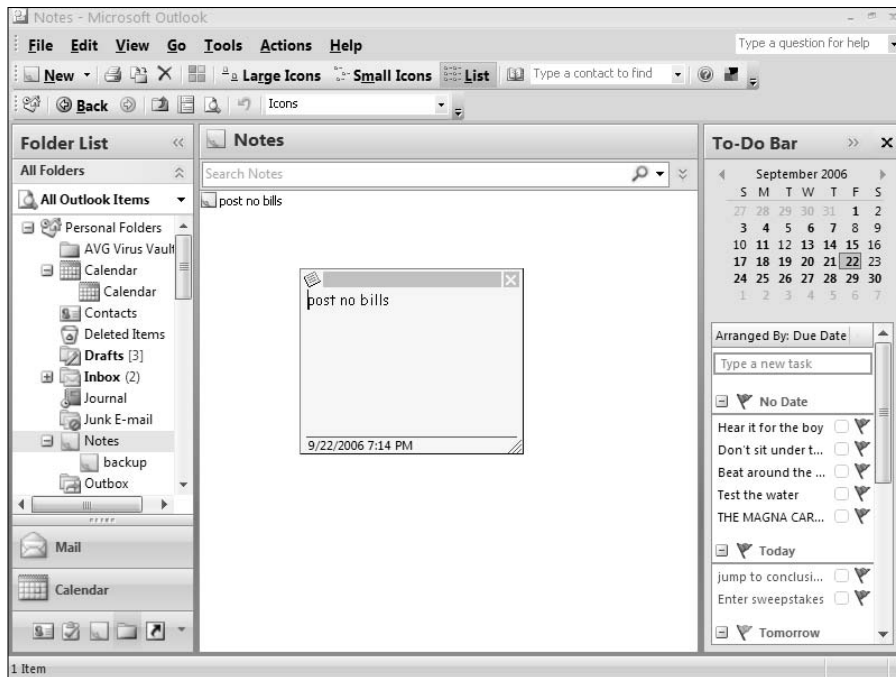 Notes - Microsoft Outlook
File Edit View Go Tools Actions Help
Type a question for help
New Large Icons Small Icons List Type a contact to find
Back Icons
Folder List
All Folders
All Outlook Items
Personal Folders
AVG Virus Vault
Calendar
Calendar
Contacts
Deleted Items
Drafts [3]
Inbox (2)
Journal
Junk E-mail
Notes
backup
Outbox
Mail
Calendar
Notes
Search Notes
post no bills
post no bills
9/22/2006 7:14 PM
To-Do Bar
September 2006
S M T W T F S
27 28 29 30 31 1 2
3 4 5 6 7 8 9
10 11 12 13 14 15 16
17 18 19 20 21 22 23
24 25 26 27 28 29 30
1 2 3 4 5 6 7
Arranged By: Due Date
Type a new task
No Date
Hear it for the boy
Don't sit under t...
Beat around the ...
Test the water
THE MAGNA CAR...
Today
jump to conclusi...
Enter sweepstakes
Tomorrow
1 Item